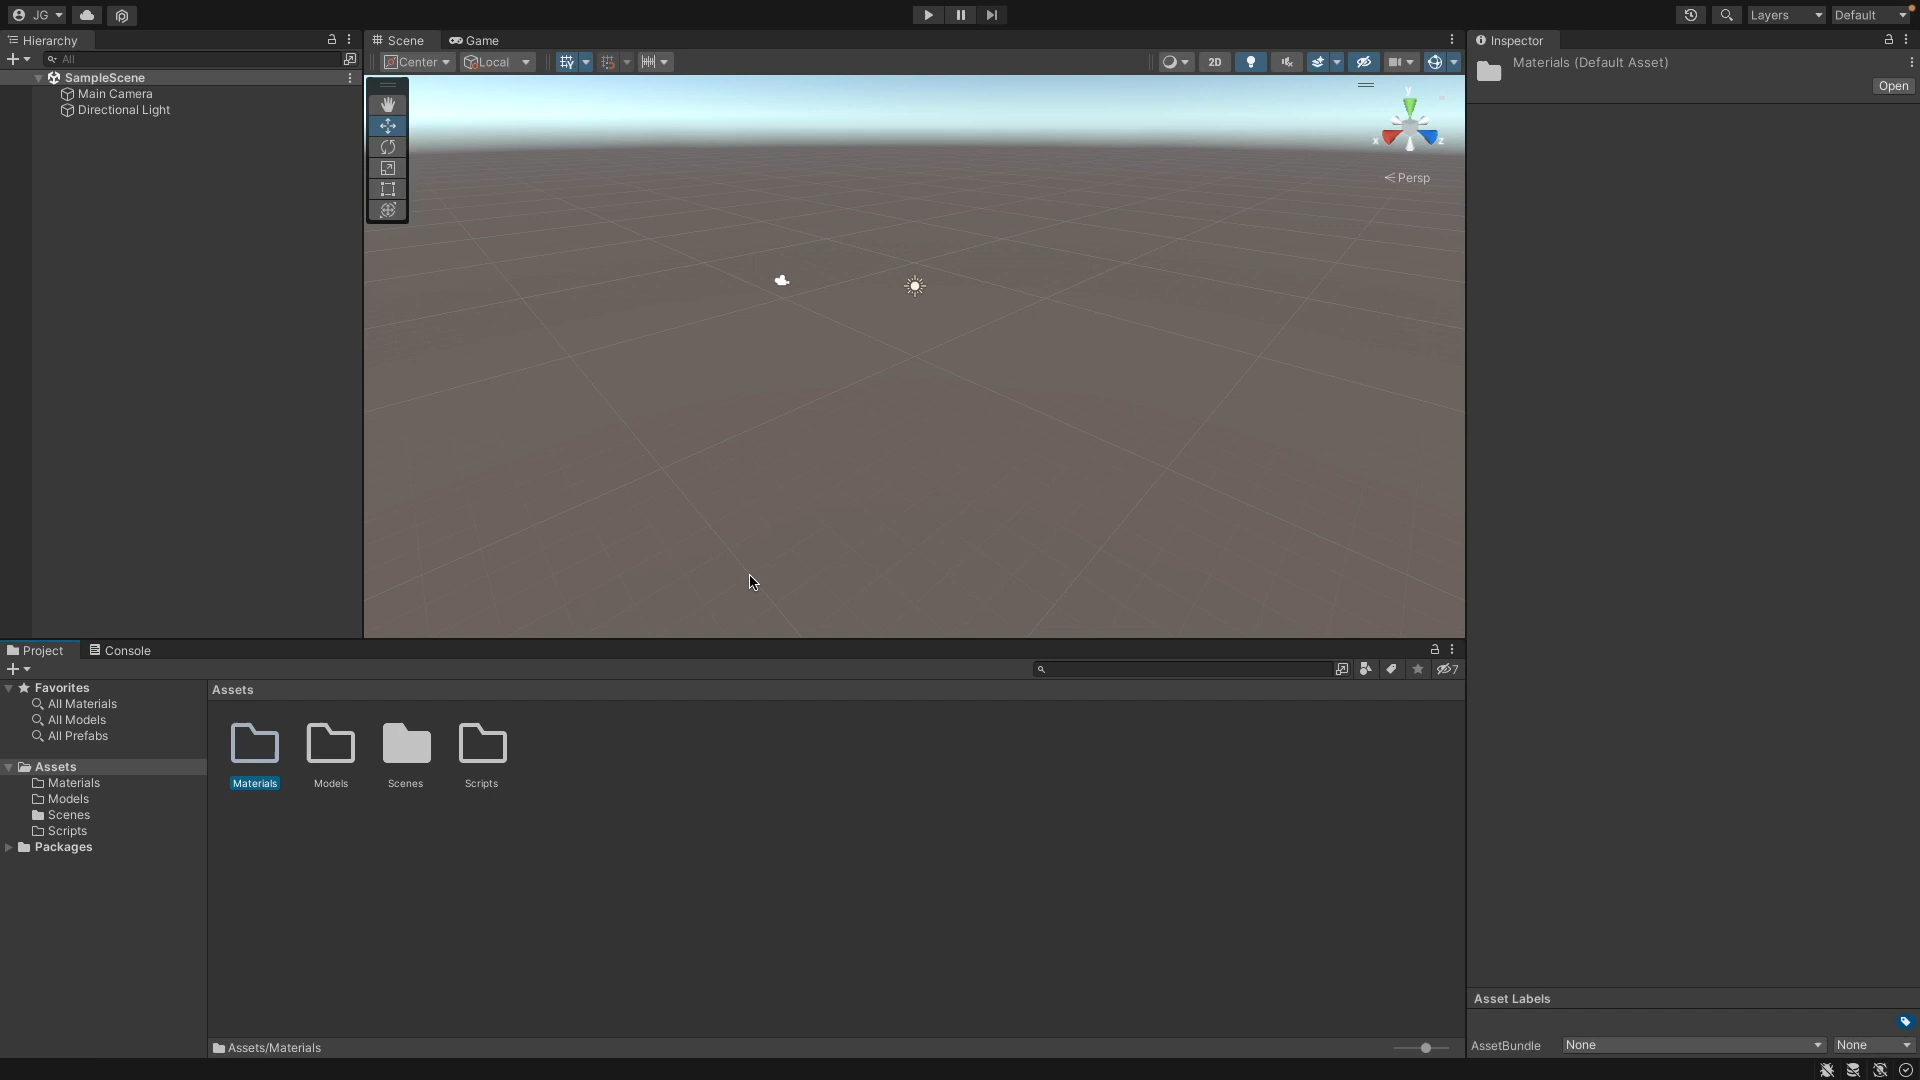 JG
Layers
Default
Hierarchy
All
SampleScene
Main Camera
Directional Light
Scene
Game
Center
Local
2D
y
x
z
Persp
Inspector
Materials (Default Asset)
Open
Project
Console
7
Favorites
All Materials
All Models
All Prefabs
Assets
Materials
Models
Scenes
Scripts
Packages
Assets
Materials
Models
Scenes
Scripts
Assets/Materials
Asset Labels
AssetBundle
None
None